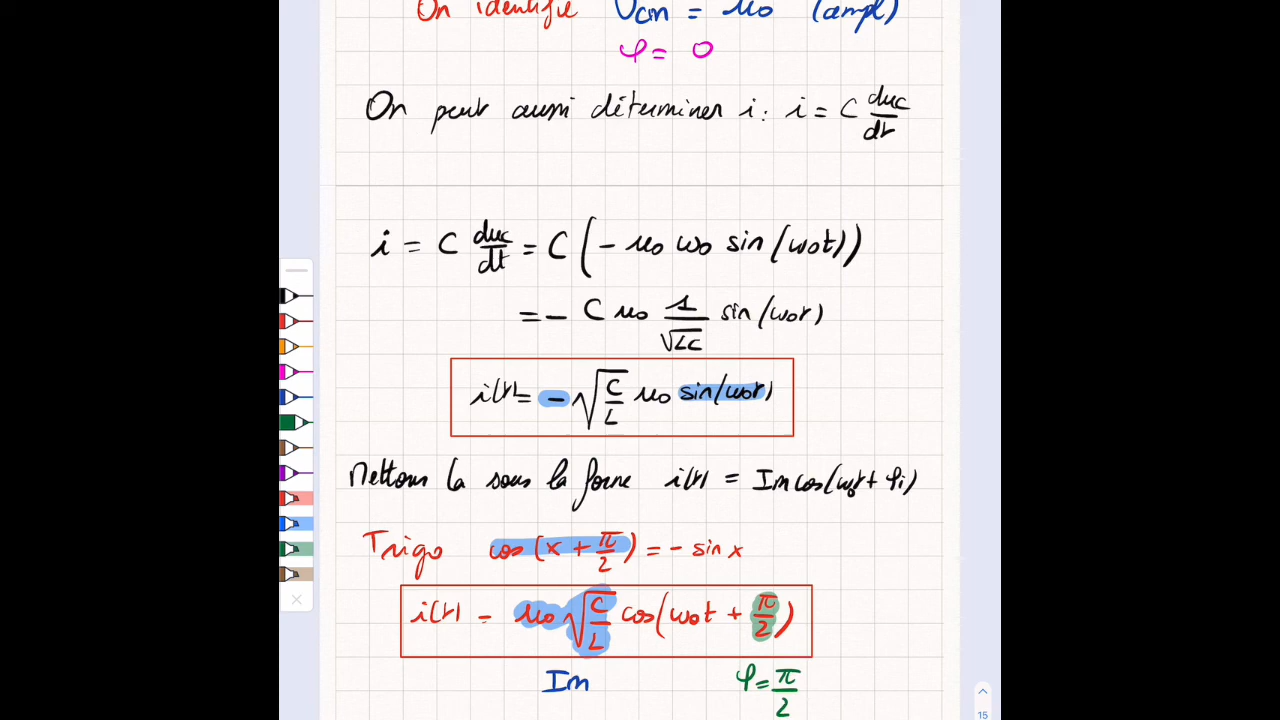 On identifie Ucm = u0 (ampl)
φ = 0
On peut aussi déterminer i : i = C duc/dt
i = C duc/dt = C (- u0 ω0 sin(ω0t))
= - C u0 1/√LC sin(ω0t)
i(t) = - √C/L u0 sin(ω0t)
Mettons la sous la forme i(t) = Im cos(ω0t + φi)
Trigo cos(x + π/2) = - sin x
i(t) = u0 √C/L cos(ω0t + π/2)
Im φ = π/2
15